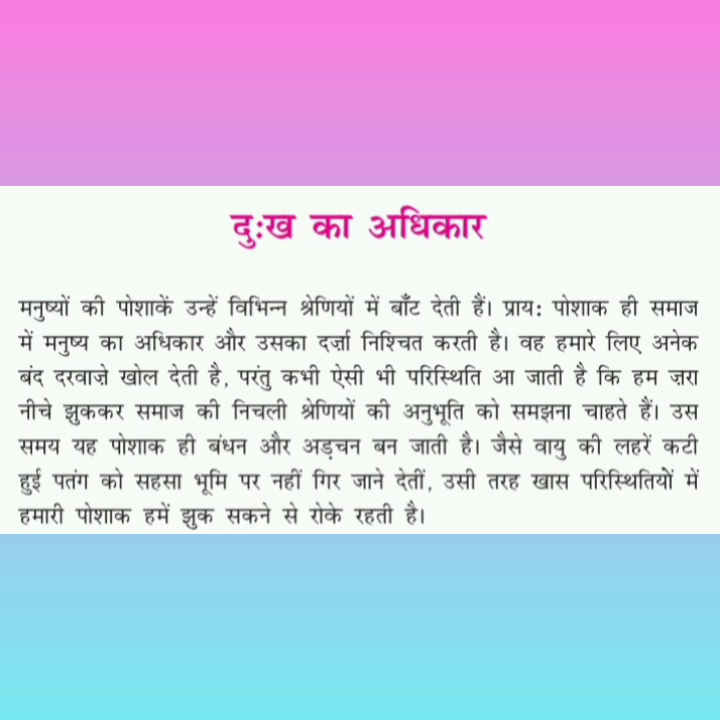 दुःख का अधिकार
मनुष्यों की पोशाकें उन्हें विभिन्न श्रेणियों में बाँट देती हैं। प्राय: पोशाक ही समाज
में मनुष्य का अधिकार और उसका दर्ज़ा निश्चित करती है। वह हमारे लिए अनेक
बंद दरवाज़े खोल देती है, परंतु कभी ऐसी भी परिस्थिति आ जाती है कि हम ज़रा
नीचे झुककर समाज की निचली श्रेणियों की अनुभूति को समझना चाहते हैं। उस
समय यह पोशाक ही बंधन और अड़चन बन जाती है। जैसे वायु की लहरें कटी
हुई पतंग को सहसा भूमि पर नहीं गिर जाने देतीं, उसी तरह खास परिस्थितियों में
हमारी पोशाक हमें झुक सकने से रोके रहती है।